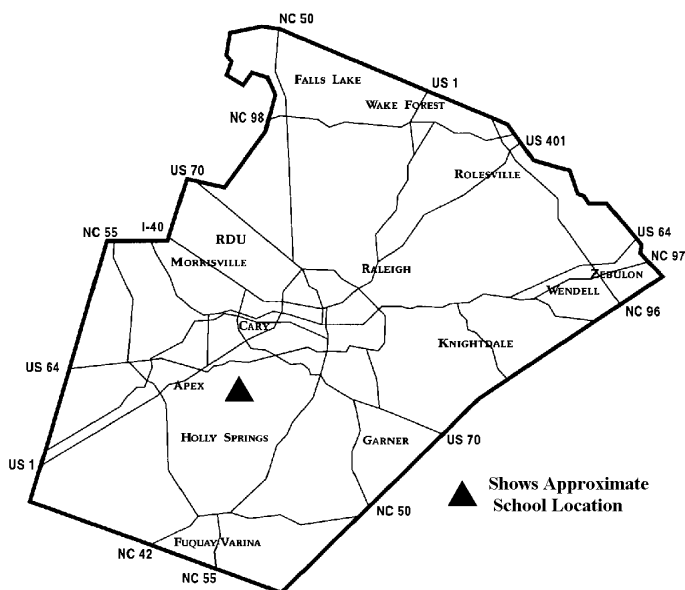 NC 50
FALLS LAKE
US 1
WAKE FOREST
NC 98
US 401
US 70
ROLESVILLE
I-40
NC 55
RDU
US 64
MORRISVILLE
RALEIGH
NC 97
ZEBULON
WENDELL
NC 96
CARY
KNIGHTDALE
US 64
APEX
HOLLY SPRINGS
GARNER
US 70
US 1
Shows Approximate
School Location
NC 50
FUQUAY-VARINA
NC 42
NC 55